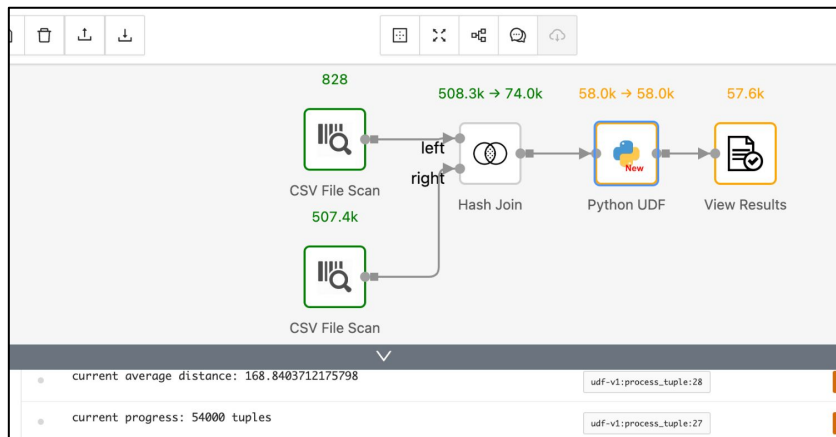 828
508.3k → 74.0k
58.0k → 58.0k
57.6k
left
right
New
CSV File Scan
Hash Join
Python UDF
View Results
507.4k
CSV File Scan
current average distance: 168.8403712175798
udf-v1:process_tuple:28
current progress: 54000 tuples
udf-v1:process_tuple:27